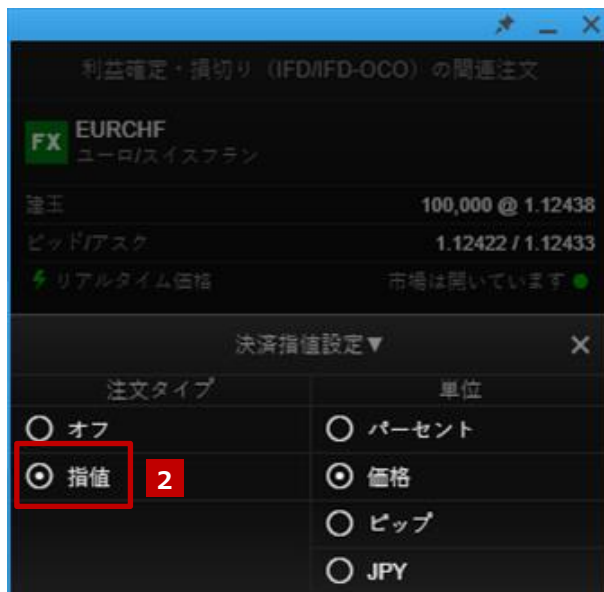 利益確定・損切り（IFD/IFD-OCO）の関連注文
FX EURCHF
ユーロ/スイスフラン
建玉 100,000 @ 1.12438
ビッド/アスク 1.12422 / 1.12433
リアルタイム価格 市場は開いています
決済指値設定▼ ×
注文タイプ 単位
オフ パーセント
指値 2 価格
ピップ
JPY